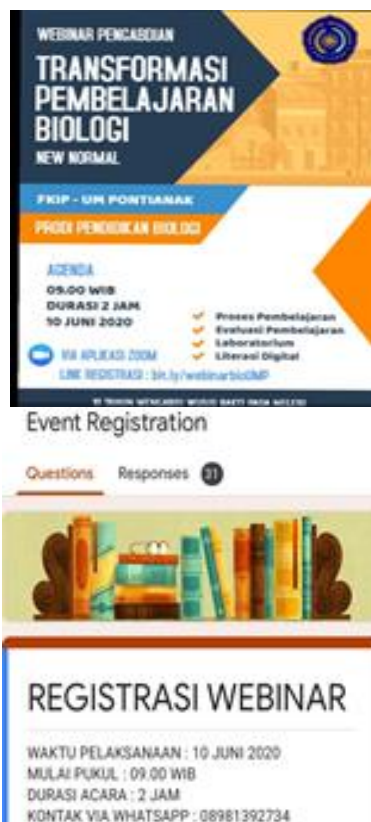 WEBINAR PENGABDIAN
TRANSFORMASI
PEMBELAJARAN
BIOLOGI
NEW NORMAL
FKIP - UM PONTIANAK
PRODI PENDIDIKAN BIOLOGI
AGENDA
09.00 WIB
DURASI 2 JAM
10 JUNI 2020
Proses Pembelajaran
Evaluasi Pembelajaran
Laboratorium
Literasi Digital
VIA APLIKASI ZOOM
LINK REGISTRASI : bit.ly/webinarbioUMP
Event Registration
Questions Responses 31
REGISTRASI WEBINAR
WAKTU PELAKSANAAN : 10 JUNI 2020
MULAI PUKUL : 09.00 WIB
DURASI ACARA : 2 JAM
KONTAK VIA WHATSAPP : 08981392734